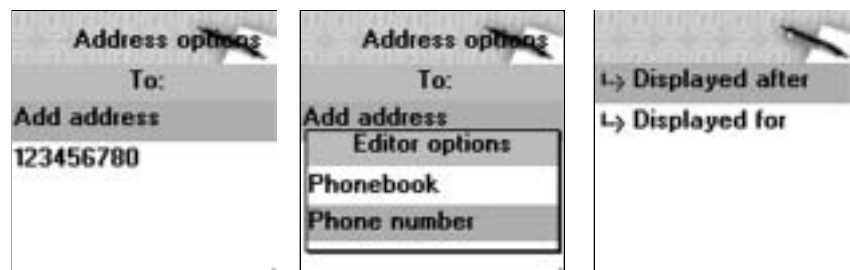 Address options
To:
Add address
123456780
Address options
To:
Add address
Editor options
Phonebook
Phone number
Displayed after
Displayed for